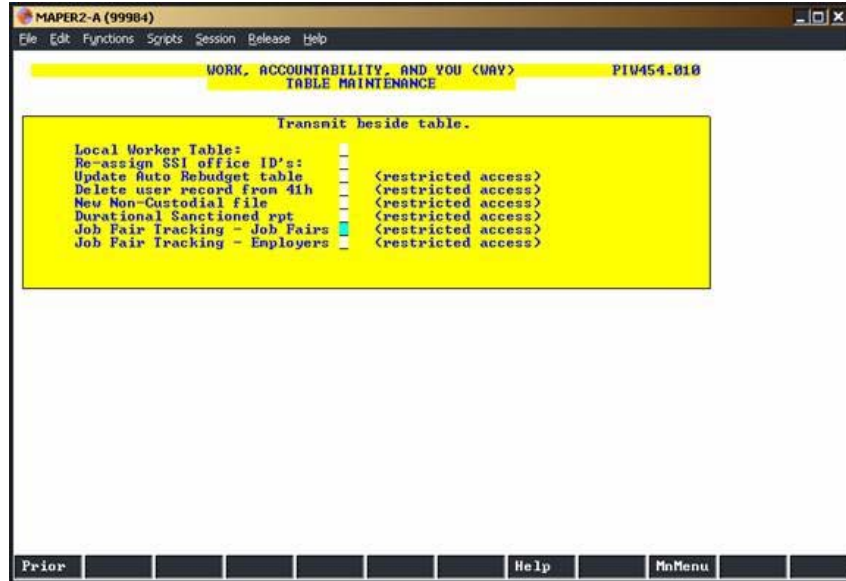 MAPER2-A (99984)
File Edit Functions Scripts Session Release Help
WORK, ACCOUNTABILITY, AND YOU <WAY> PIW454.010
TABLE MAINTENANCE
Transmit beside table.
Local Worker Table:
Re-assign SSI office ID's:
Update Auto Rebudget table <restricted access>
Delete user record from 41h <restricted access>
New Non-Custodial file <restricted access>
Durational Sanctioned rpt <restricted access>
Job Fair Tracking - Job Fairs <restricted access>
Job Fair Tracking - Employers <restricted access>
Prior Help MnMenu